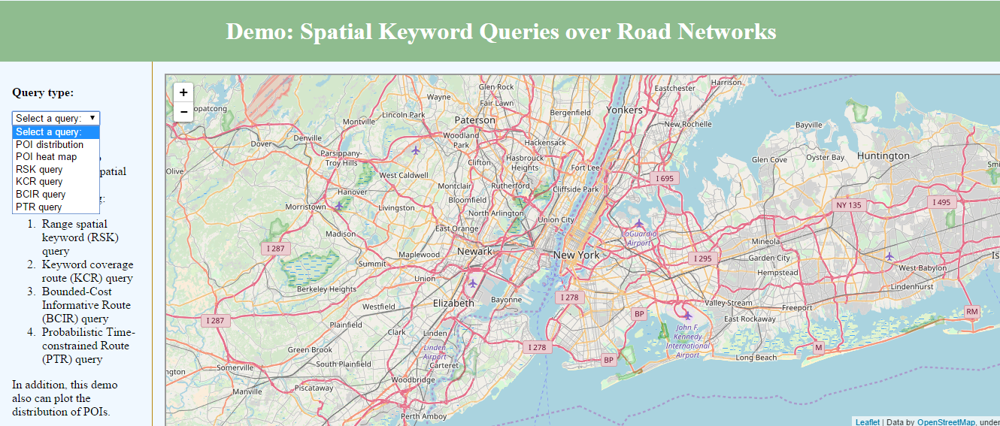 Demo: Spatial Keyword Queries over Road Networks
Query type:
Select a query:
Select a query:
POI distribution
POI heat map
RSK query
KCR query
BCIR query
PTR query
patial
1. Range spatial
keyword (RSK)
query
2. Keyword coverage
route (KCR) query
3. Bounded-Cost
Informative Route
(BCIR) query
4. Probabilistic Time-
constrained Route
(PTR) query
In addition, this demo
also can plot the
distribution of POIs.
+
−
Harrison
Glen Rock
Eastchester
Wayne
Fair Lawn
opatcong
Yonkers
Bergenfield
Lincoln Park
Paterson
Montville
New Rochelle
Bayville
Denville
Woodland
Park
Dover
Hackensack
Parsippany-
Troy Hills
Hasbrouck
Heights
Glen Cove
Oyster Bay
Huntington
Clifton
Fort Lee
Olive
West Caldwell
I 695
Smi
Montclair
Rutherford
Cliffside Park
Hanover
Bloomfield
Morristown
Livingston
NY 135
I 495
North Arlington
Union City
East Orange
LaGuardia
Airport
Madison
Mineola
I 287
Maplewood
Newark
New York
I 295
Garden City
Is
Summit
Hempstead
West Babylon
Union
Lindenhurst
Berkeley Heights
Elizabeth
Bayonne
I 278
Westfield
Valley Stream
Freeport
BP
RM
I 287
East Rockaway
Plainfield
Clark
Linden
John F.
Kennedy
International
Airport
Green Brook
Linden
Airport
I 278
M
South Plainfield
BP
Long Beach
Carteret
ngton
Somerville
Woodbridge
Manville
Piscataway
Perth Amboy
Leaflet | Data by OpenStreetMap, under